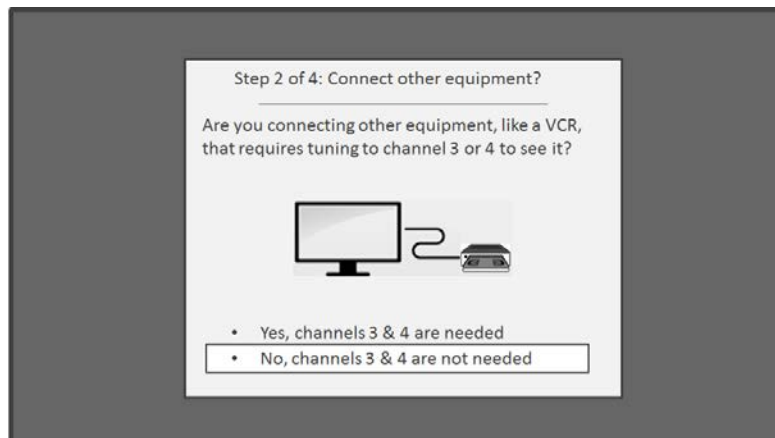 Step 2 of 4: Connect other equipment?
Are you connecting other equipment, like a VCR,
that requires tuning to channel 3 or 4 to see it?
• Yes, channels 3 & 4 are needed
• No, channels 3 & 4 are not needed